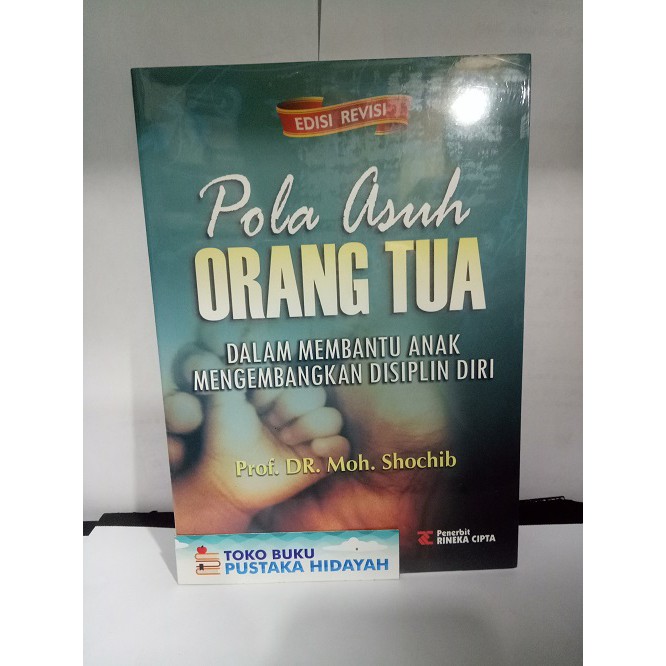 EDISI REVISI
Pola Asuh
ORANG TUA
DALAM MEMBANTU ANAK
MENGEMBANGKAN DISIPLIN DIRI
Prof. DR. Moh. Shochib
Penerbit
RINEKA CIPTA
TOKO BUKU
PUSTAKA HIDAYAH